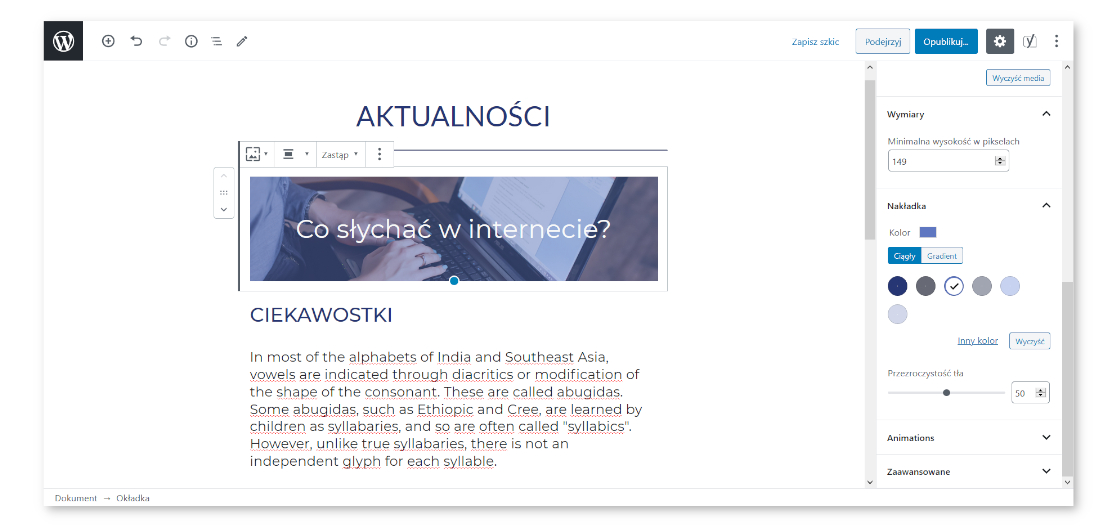 Zapisz szkic
Podejrzyj
Opublikuj...
Wyczyść media
AKTUALNOŚCI
Wymiary
Minimalna wysokość w pikselach
149
Zastąp
Nakładka
Co słychać w internecie?
Kolor
Ciągły
Gradient
CIEKAWOSTKI
Inny kolor
Wyczyść
In most of the alphabets of India and Southeast Asia,
vowels are indicated through diacritics or modification of
the shape of the consonant. These are called abugidas.
Some abugidas, such as Ethiopic and Cree, are learned by
children as syllabaries, and so are often called "syllabics".
However, unlike true syllabaries, there is not an
independent glyph for each syllable.
Przezroczystość tła
50
Animations
Zaawansowane
Dokument → Okładka